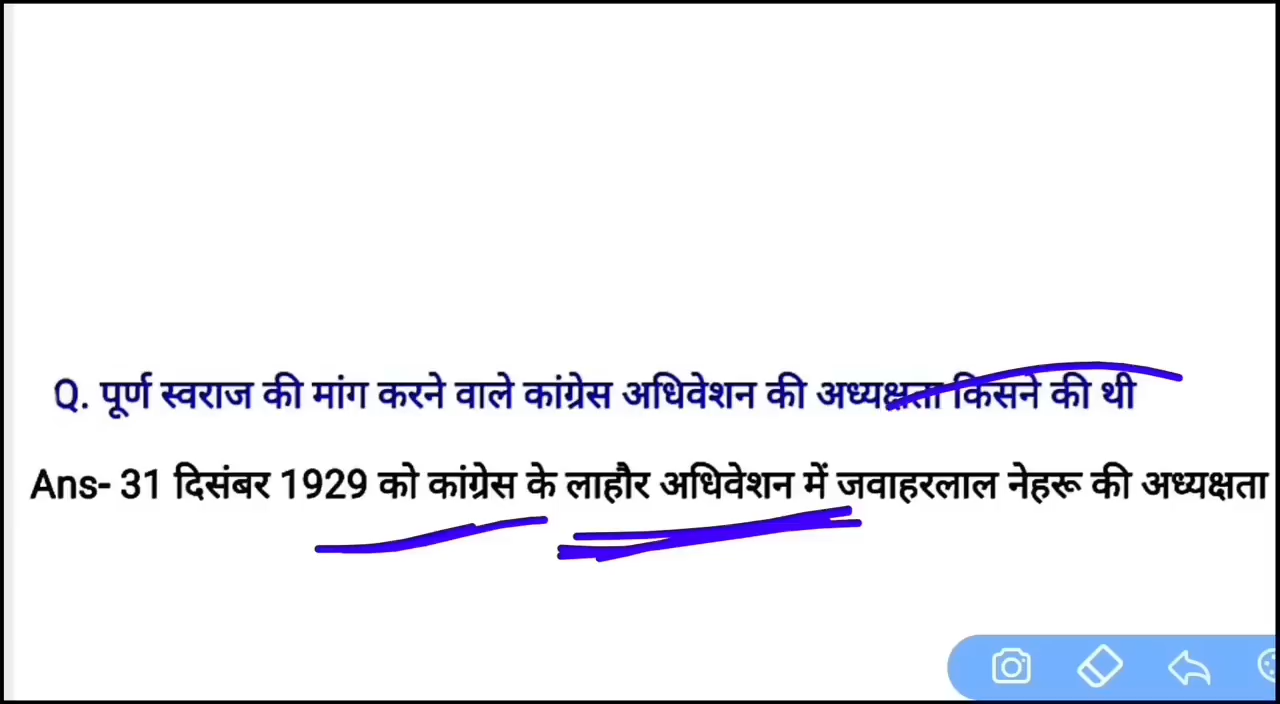 Q. पूर्ण स्वराज की मांग करने वाले कांग्रेस अधिवेशन की अध्यक्षता किसने की थी
Ans- 31 दिसंबर 1929 को कांग्रेस के लाहौर अधिवेशन में जवाहरलाल नेहरू की अध्यक्षता